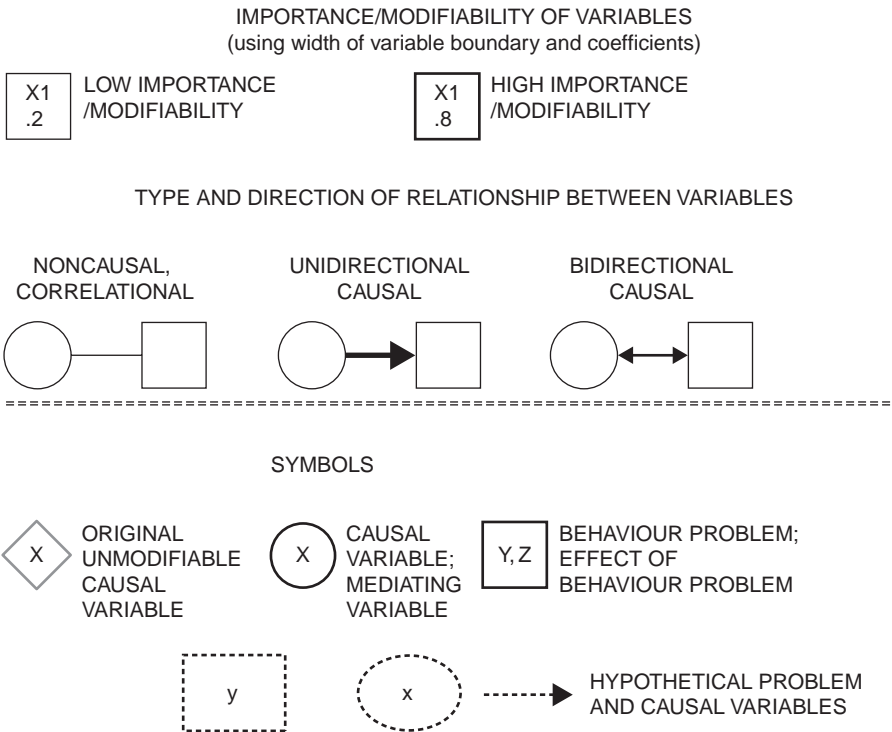 IMPORTANCE/MODIFIABILITY OF VARIABLES
(using width of variable boundary and coefficients)
X1
.2
LOW IMPORTANCE
/MODIFIABILITY
X1
.8
HIGH IMPORTANCE
/MODIFIABILITY
TYPE AND DIRECTION OF RELATIONSHIP BETWEEN VARIABLES
NONCAUSAL,
CORRELATIONAL
UNIDIRECTIONAL
CAUSAL
BIDIRECTIONAL
CAUSAL
SYMBOLS
X
ORIGINAL
UNMODIFIABLE
CAUSAL
VARIABLE
X
CAUSAL
VARIABLE;
MEDIATING
VARIABLE
Y, Z
BEHAVIOUR PROBLEM;
EFFECT OF
BEHAVIOUR PROBLEM
y
x
HYPOTHETICAL PROBLEM
AND CAUSAL VARIABLES